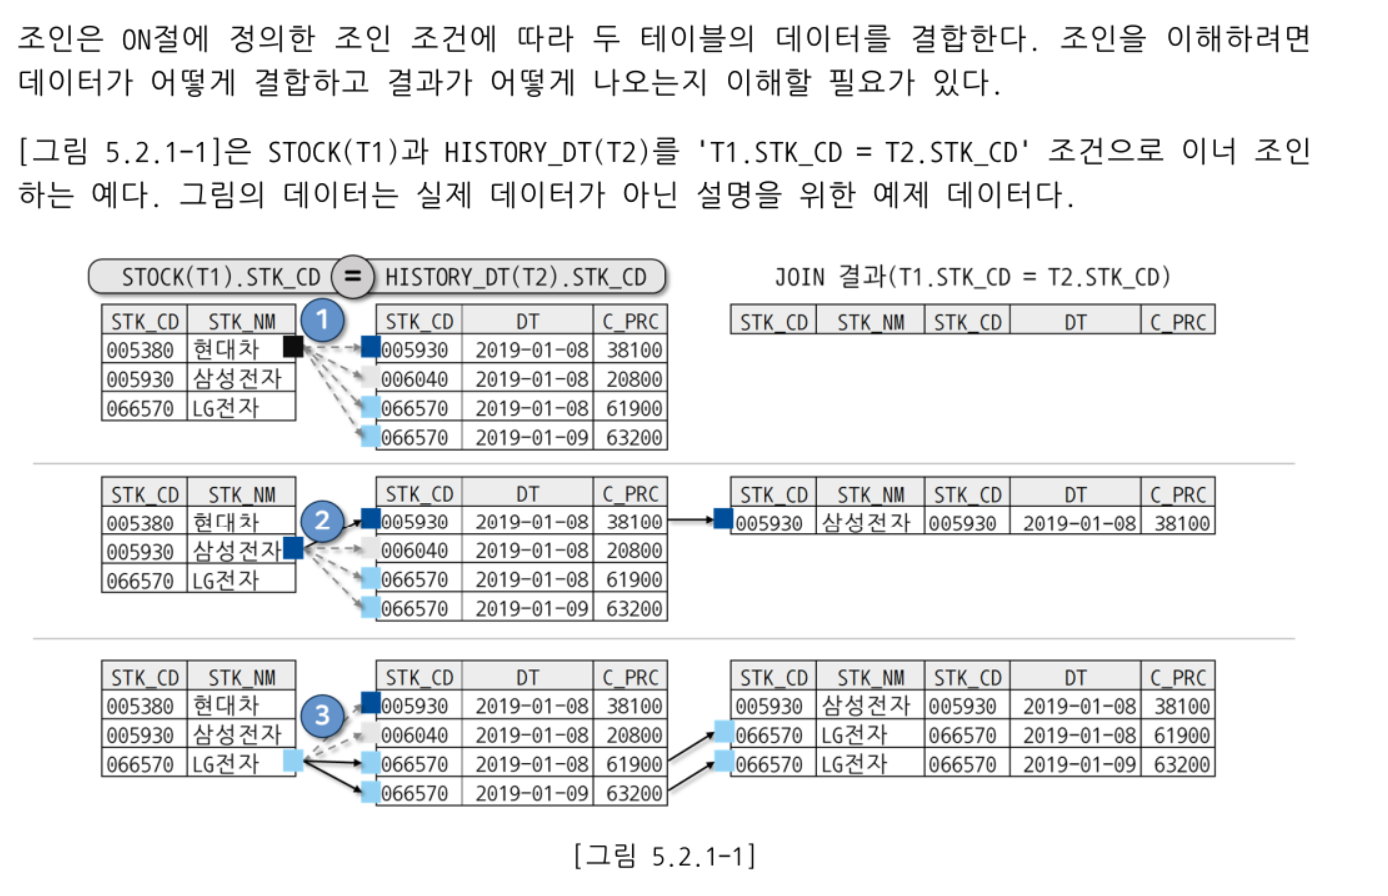 조인은 ON절에 정의한 조인 조건에 따라 두 테이블의 데이터를 결합한다. 조인을 이해하려면
데이터가 어떻게 결합하고 결과가 어떻게 나오는지 이해할 필요가 있다.
[그림 5.2.1-1]은 STOCK(T1)과 HISTORY_DT(T2)를 'T1.STK_CD = T2.STK_CD' 조건으로 이너 조인
하는 예다. 그림의 데이터는 실제 데이터가 아닌 설명을 위한 예제 데이터다.
STOCK(T1).STK_CD = HISTORY_DT(T2).STK_CD JOIN 결과(T1.STK_CD = T2.STK_CD)
STK_CD STK_NM 1 STK_CD DT C_PRC STK_CD STK_NM STK_CD DT C_PRC
005380 현대차 005930 2019-01-08 38100
005930 삼성전자 006040 2019-01-08 20800
066570 LG전자 066570 2019-01-08 61900
066570 2019-01-09 63200
STK_CD STK_NM STK_CD DT C_PRC STK_CD STK_NM STK_CD DT C_PRC
005380 현대차 2 005930 2019-01-08 38100 005930 삼성전자 005930 2019-01-08 38100
005930 삼성전자 006040 2019-01-08 20800
066570 LG전자 066570 2019-01-08 61900
066570 2019-01-09 63200
STK_CD STK_NM STK_CD DT C_PRC STK_CD STK_NM STK_CD DT C_PRC
005380 현대차 3 005930 2019-01-08 38100 005930 삼성전자 005930 2019-01-08 38100
005930 삼성전자 006040 2019-01-08 20800 066570 LG전자 066570 2019-01-08 61900
066570 LG전자 066570 2019-01-08 61900 066570 LG전자 066570 2019-01-09 63200
066570 2019-01-09 63200
[그림 5.2.1-1]